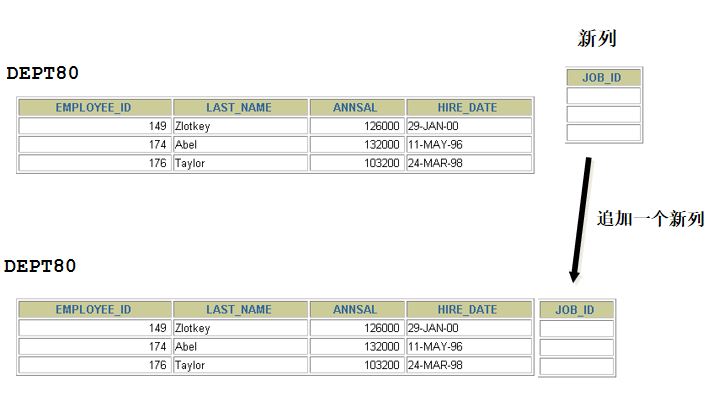 新列
DEPT80
JOB_ID
EMPLOYEE_ID LAST_NAME ANNSAL HIRE_DATE
149 Zlotkey 126000 29-JAN-00
174 Abel 132000 11-MAY-96
176 Taylor 103200 24-MAR-98
追加一个新列
DEPT80
EMPLOYEE_ID LAST_NAME ANNSAL HIRE_DATE JOB_ID
149 Zlotkey 126000 29-JAN-00
174 Abel 132000 11-MAY-96
176 Taylor 103200 24-MAR-98